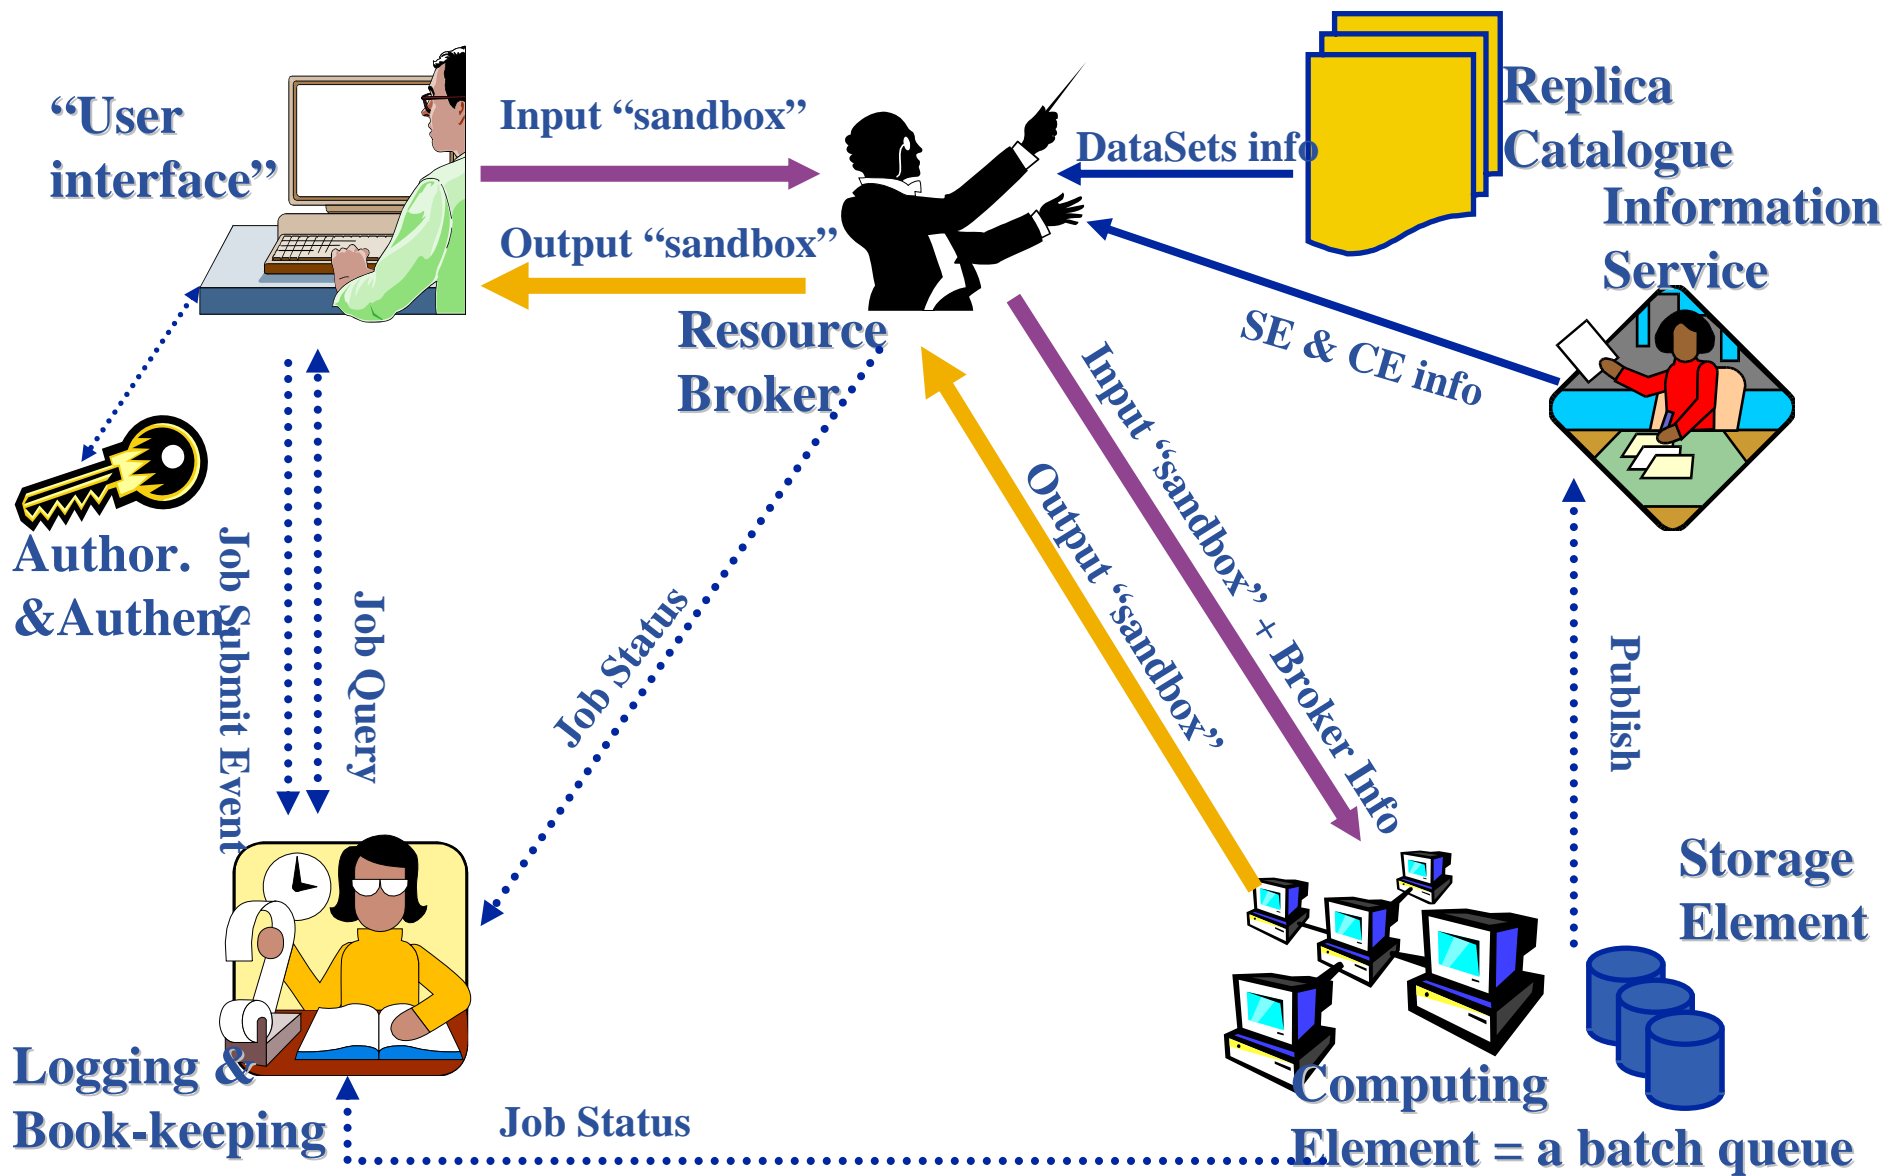 “User
interface”
Input “sandbox”
Output “sandbox”
DataSets info
Replica
Catalogue
Information
Service
Resource
Broker
SE & CE info
Author.
&Authen.
Job Submit Event
Job Query
Job Status
Output “sandbox”
Input “sandbox” + Broker Info
Publish
Storage
Element
Logging &
Book-keeping
Job Status
Computing
Element = a batch queue